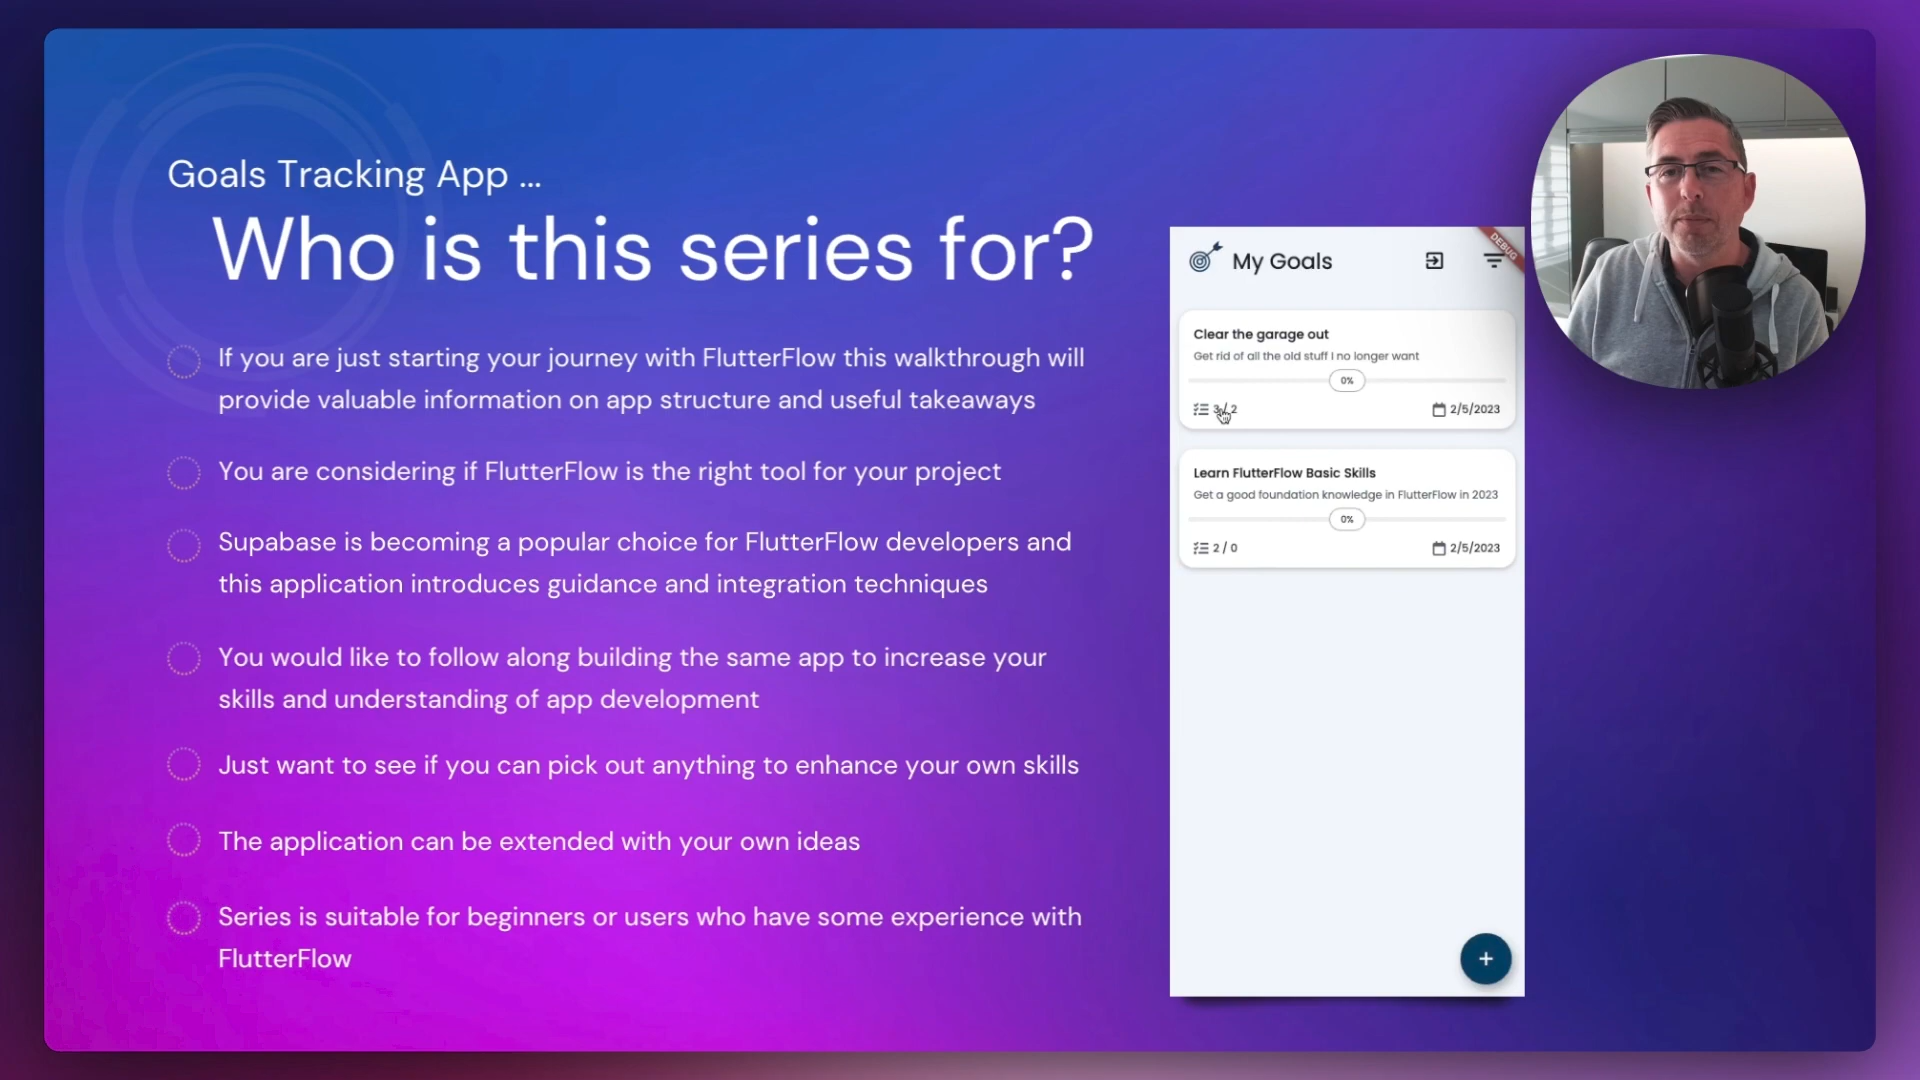 Goals Tracking App ...
Who is this series for?
If you are just starting your journey with FlutterFlow this walkthrough will
provide valuable information on app structure and useful takeaways
You are considering if FlutterFlow is the right tool for your project
Supabase is becoming a popular choice for FlutterFlow developers and
this application introduces guidance and integration techniques
You would like to follow along building the same app to increase your
skills and understanding of app development
Just want to see if you can pick out anything to enhance your own skills
The application can be extended with your own ideas
Series is suitable for beginners or users who have some experience with
FlutterFlow
My Goals
DEBUG
Clear the garage out
Get rid of all the old stuff I no longer want
0%
3 / 2
2/5/2023
Learn FlutterFlow Basic Skills
Get a good foundation knowledge in FlutterFlow in 2023
0%
2 / 0
2/5/2023
+